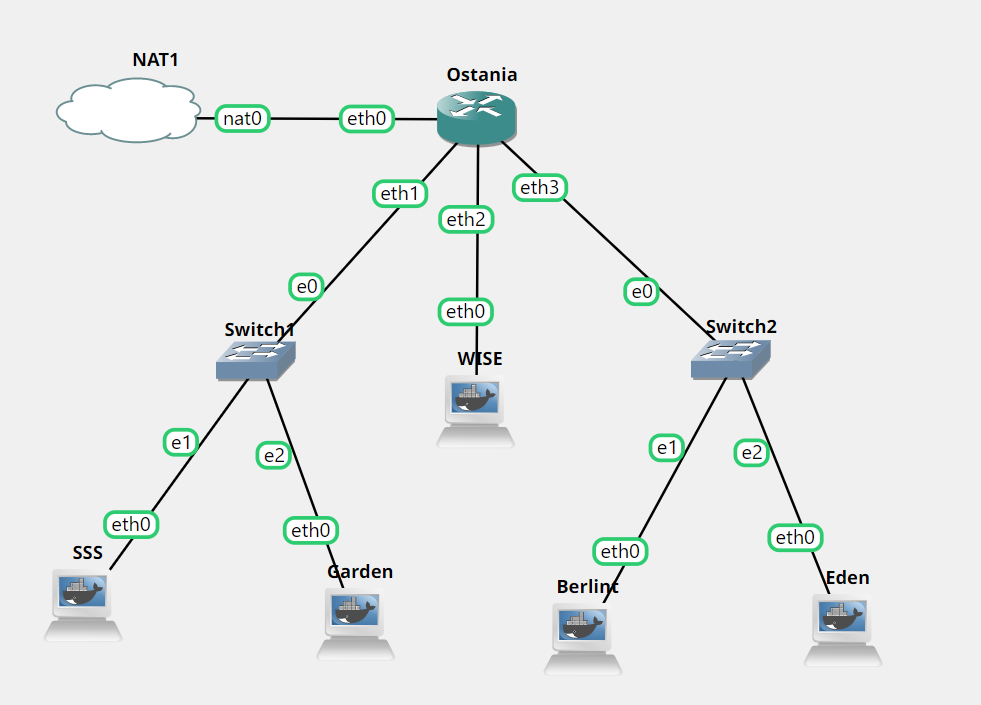 NAT1
Ostania
nat0
eth0
eth1
eth3
eth2
e0
e0
eth0
Switch1
Switch2
WISE
e1
e2
e1
e2
eth0
eth0
eth0
eth0
SSS
Garden
Berlint
Eden